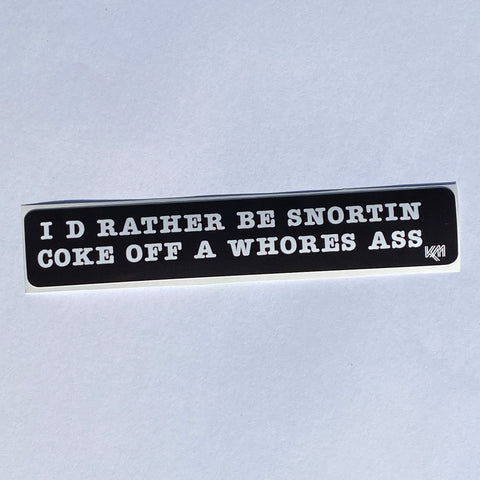 I D RATHER BE SNORTIN
COKE OFF A WHORES ASS